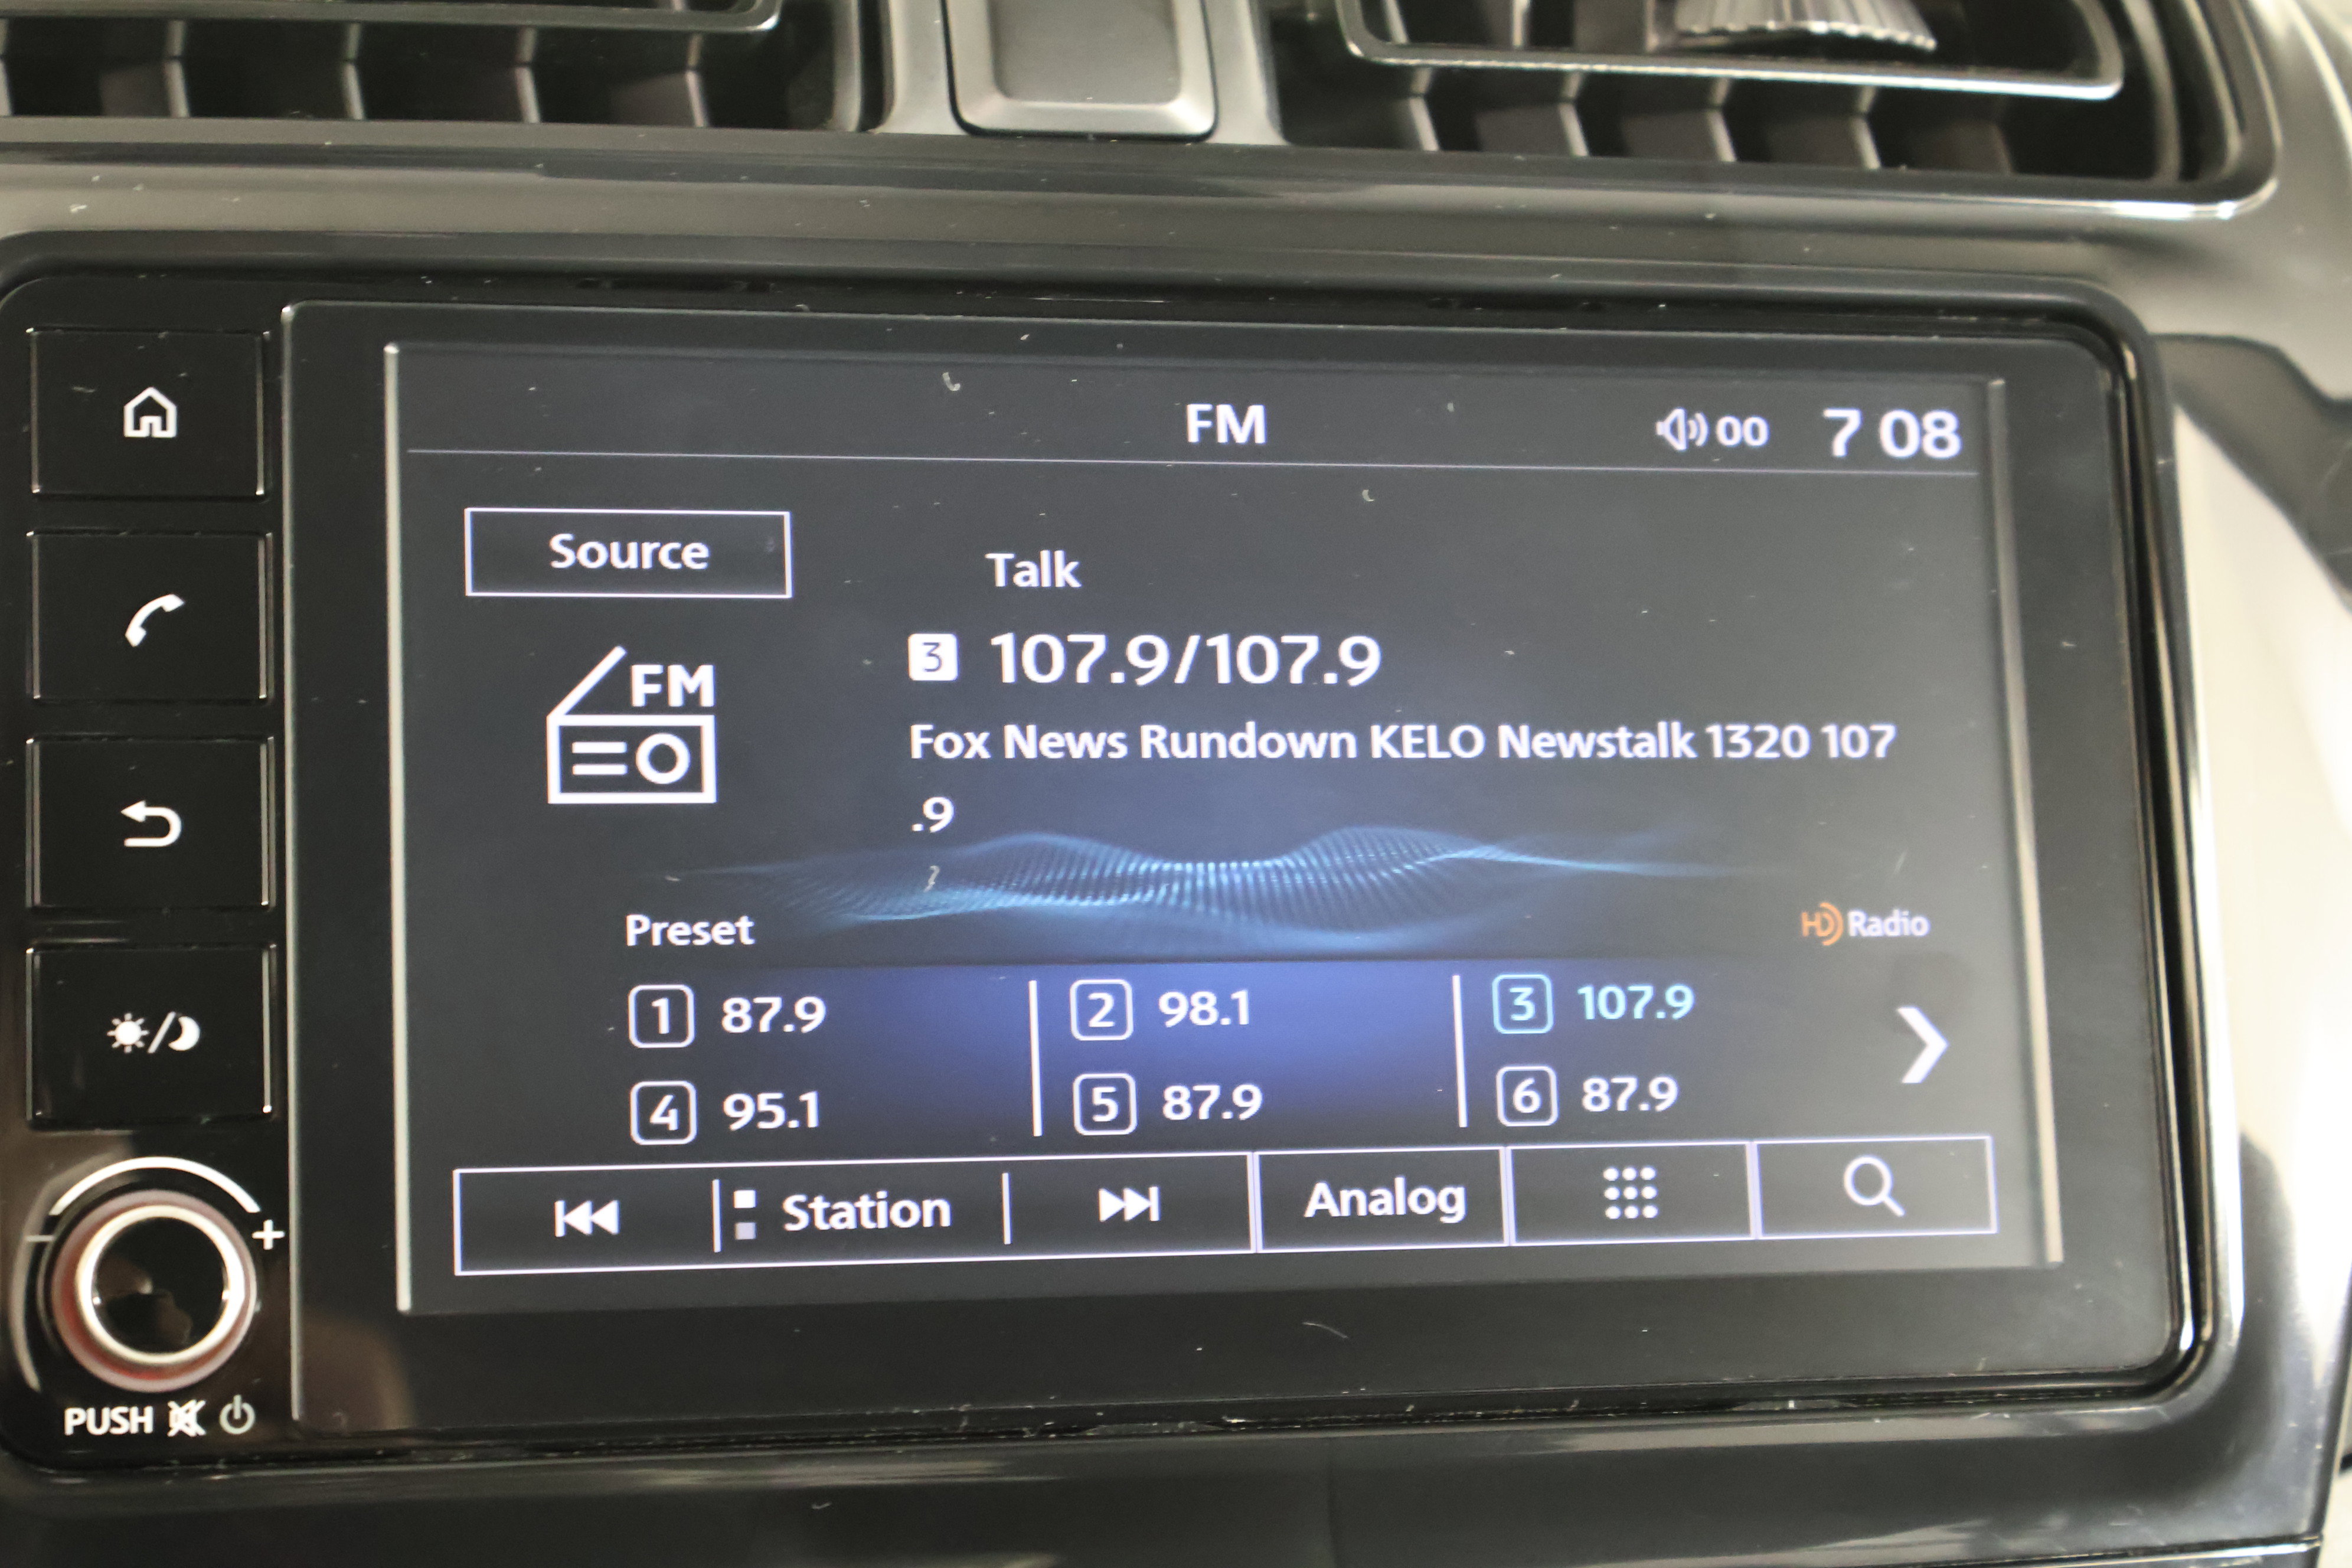 FM
00 7 08
Source
Talk
3 107.9/107.9
FM
Fox News Rundown KELO Newstalk 1320 107
.9
Preset
HD Radio
1 87.9
2 98.1
3 107.9
4 95.1
5 87.9
6 87.9
Station
Analog
+
PUSH